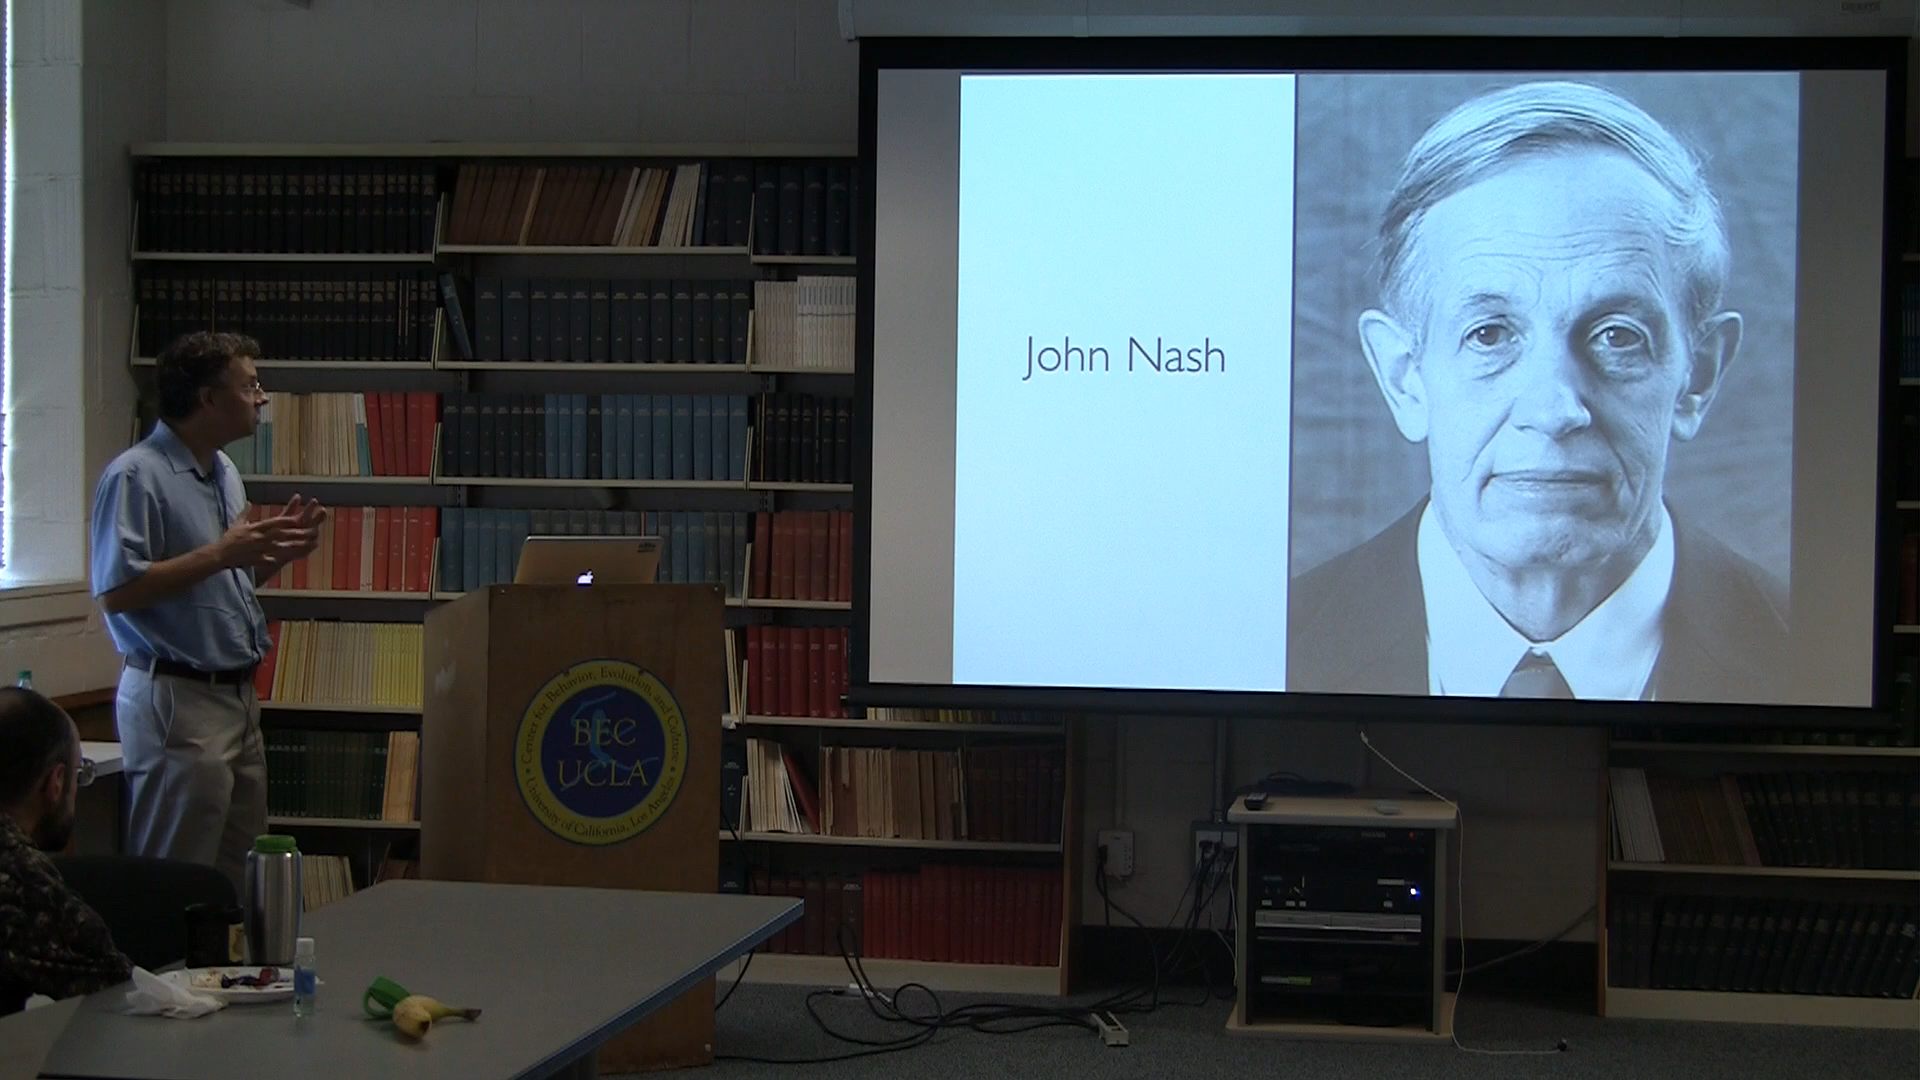 John Nash
Center for Behavior, Evolution, and Culture
BEC
UCLA
University of California, Los Angeles